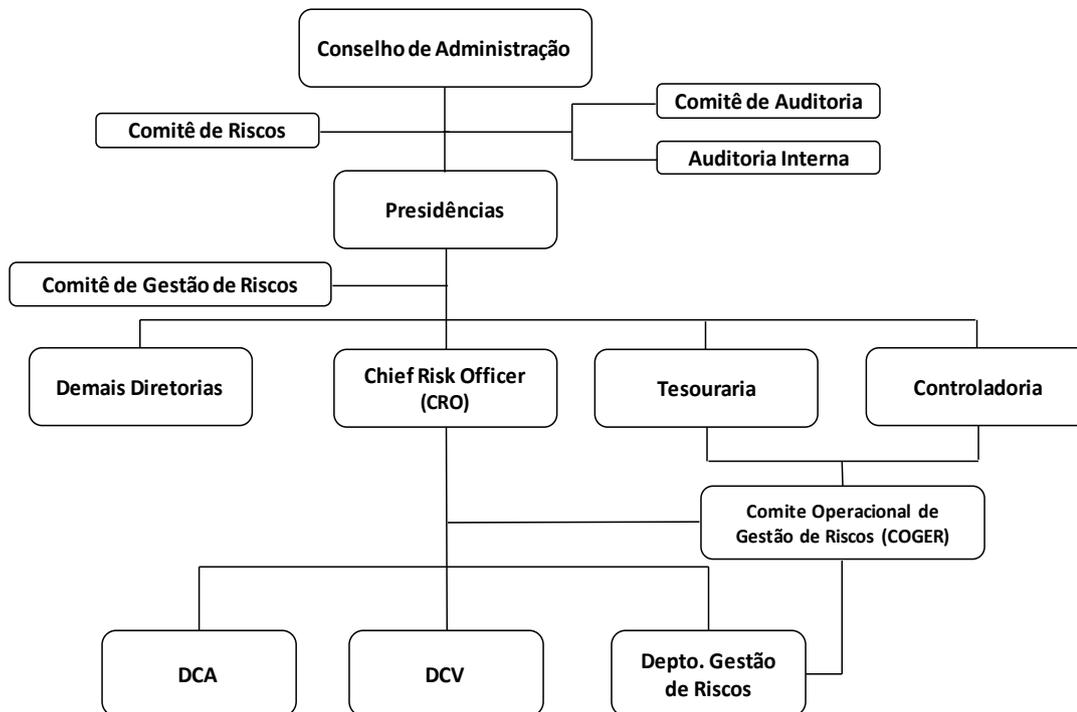 Conselho de Administração
Comitê de Auditoria
Comitê de Riscos
Auditoria Interna
Presidências
Comitê de Gestão de Riscos
Demais Diretorias
Chief Risk Officer
(CRO)
Tesouraria
Controladoria
Comite Operacional de
Gestão de Riscos (COGER)
DCA
DCV
Depto. Gestão
de Riscos